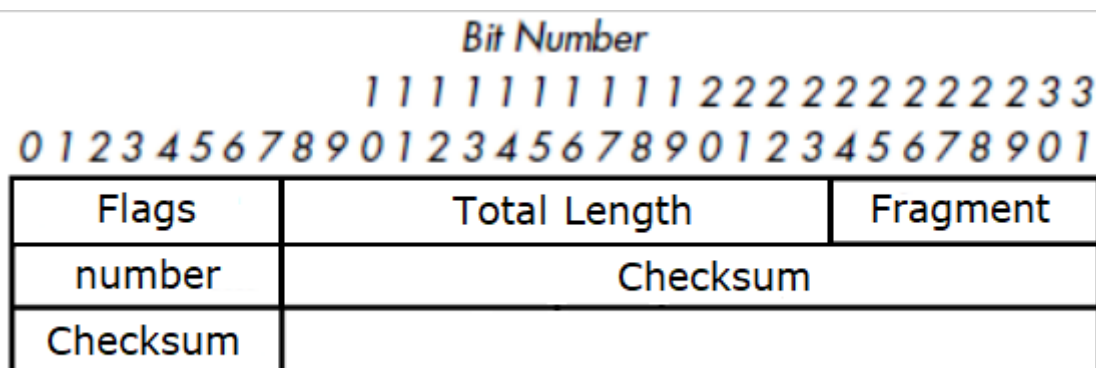 Bit Number
1 1 1 1 1 1 1 1 1 1 2 2 2 2 2 2 2 2 2 2 3 3
0 1 2 3 4 5 6 7 8 9 0 1 2 3 4 5 6 7 8 9 0 1 2 3 4 5 6 7 8 9 0 1
Flags Total Length Fragment
number Checksum
Checksum